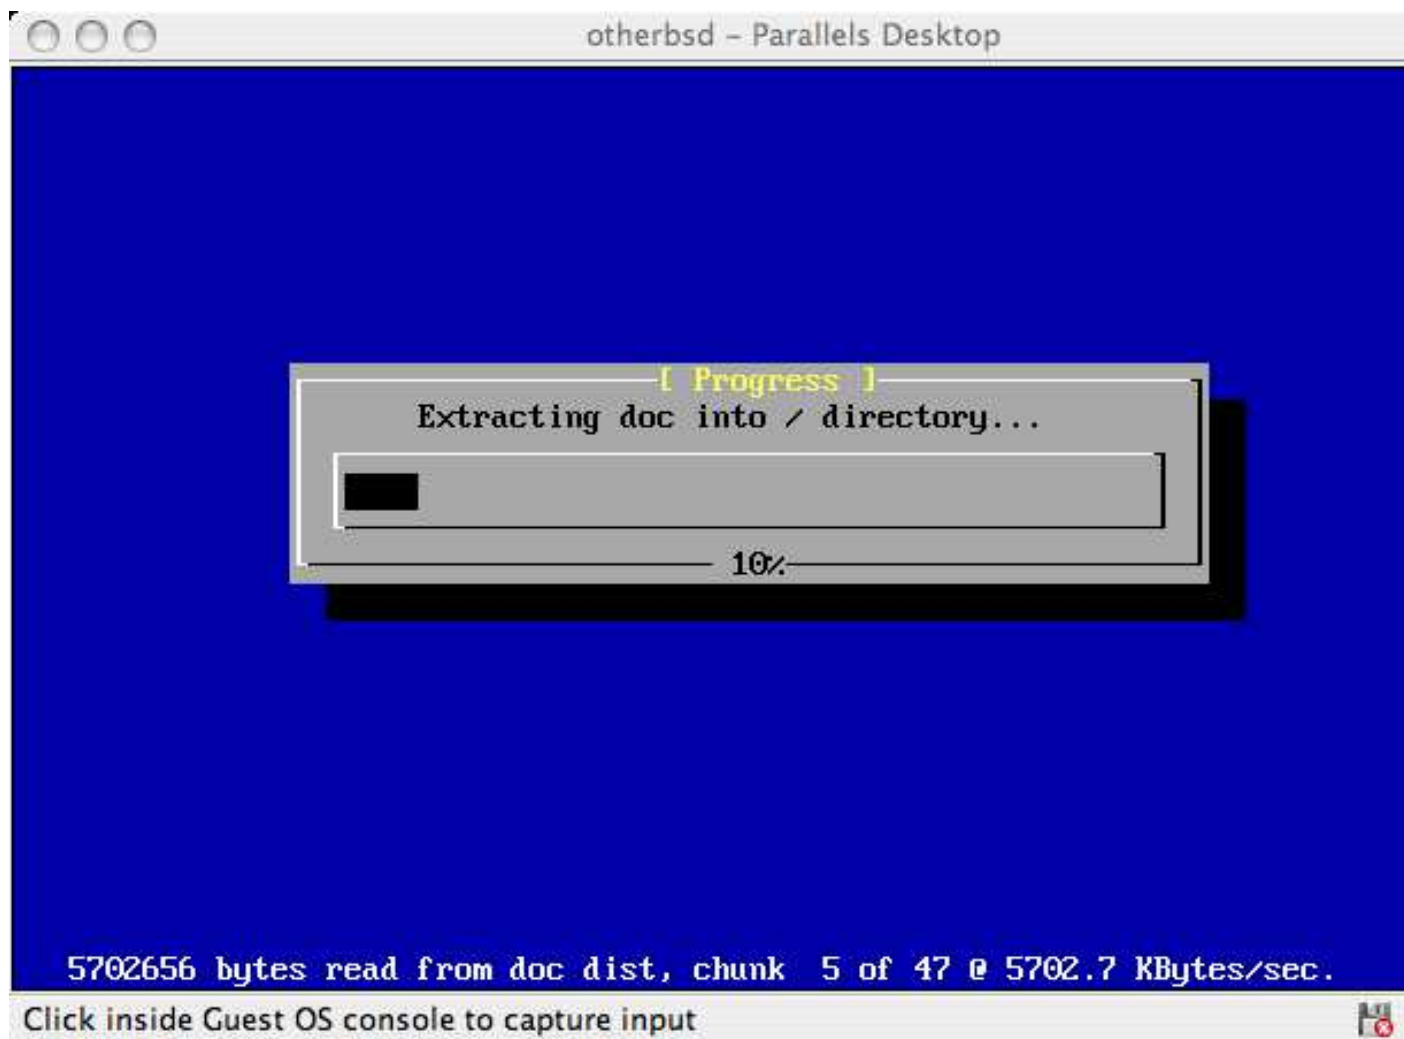 otherbsd – Parallels Desktop
[ Progress ]
Extracting doc into / directory...
10%
5702656 bytes read from doc dist, chunk  5 of 47 @ 5702.7 KBytes/sec.
Click inside Guest OS console to capture input